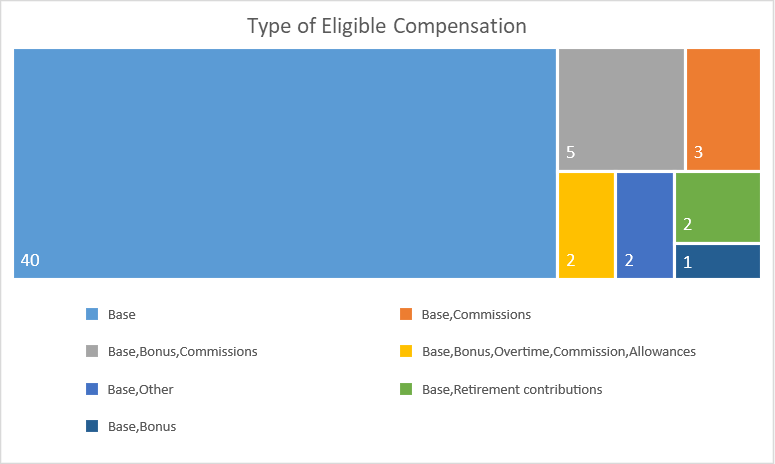 Type of Eligible Compensation
5
3
2
40
2
2
1
Base
Base,Commissions
Base,Bonus,Commissions
Base,Bonus,Overtime,Commission,Allowances
Base,Other
Base,Retirement contributions
Base,Bonus